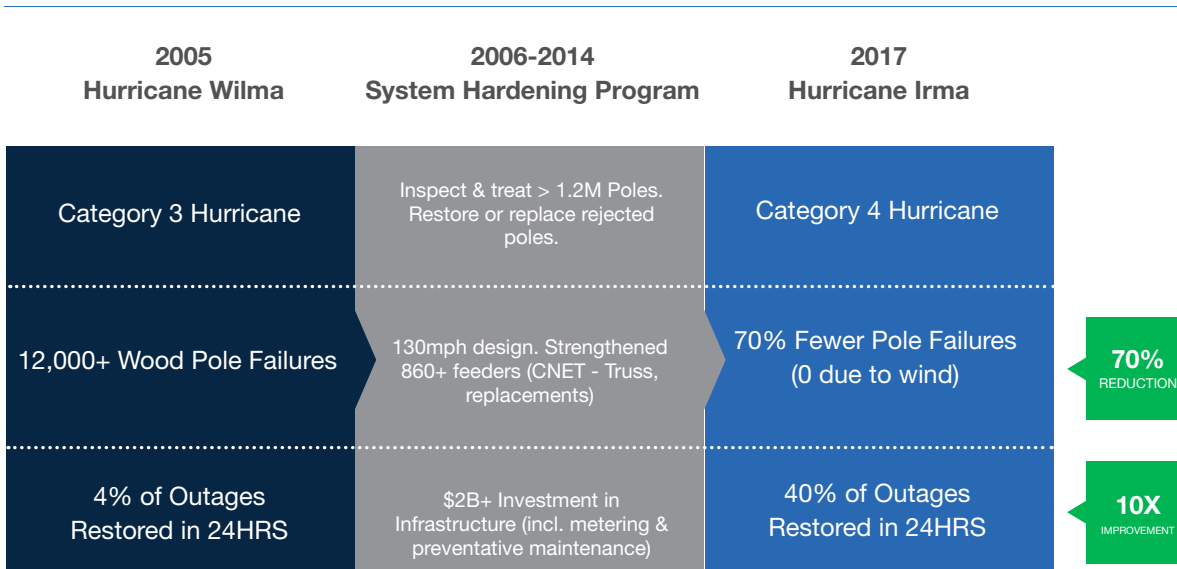 2005
Hurricane Wilma
2006-2014
System Hardening Program
2017
Hurricane Irma
Category 3 Hurricane
Inspect & treat > 1.2M Poles.
Restore or replace rejected
poles.
Category 4 Hurricane
12,000+ Wood Pole Failures
130mph design. Strengthened
860+ feeders (CNET - Truss,
replacements)
70% Fewer Pole Failures
(0 due to wind)
70%
REDUCTION
4% of Outages
Restored in 24HRS
$2B+ Investment in
Infrastructure (incl. metering &
preventative maintenance)
40% of Outages
Restored in 24HRS
10X
IMPROVEMENT